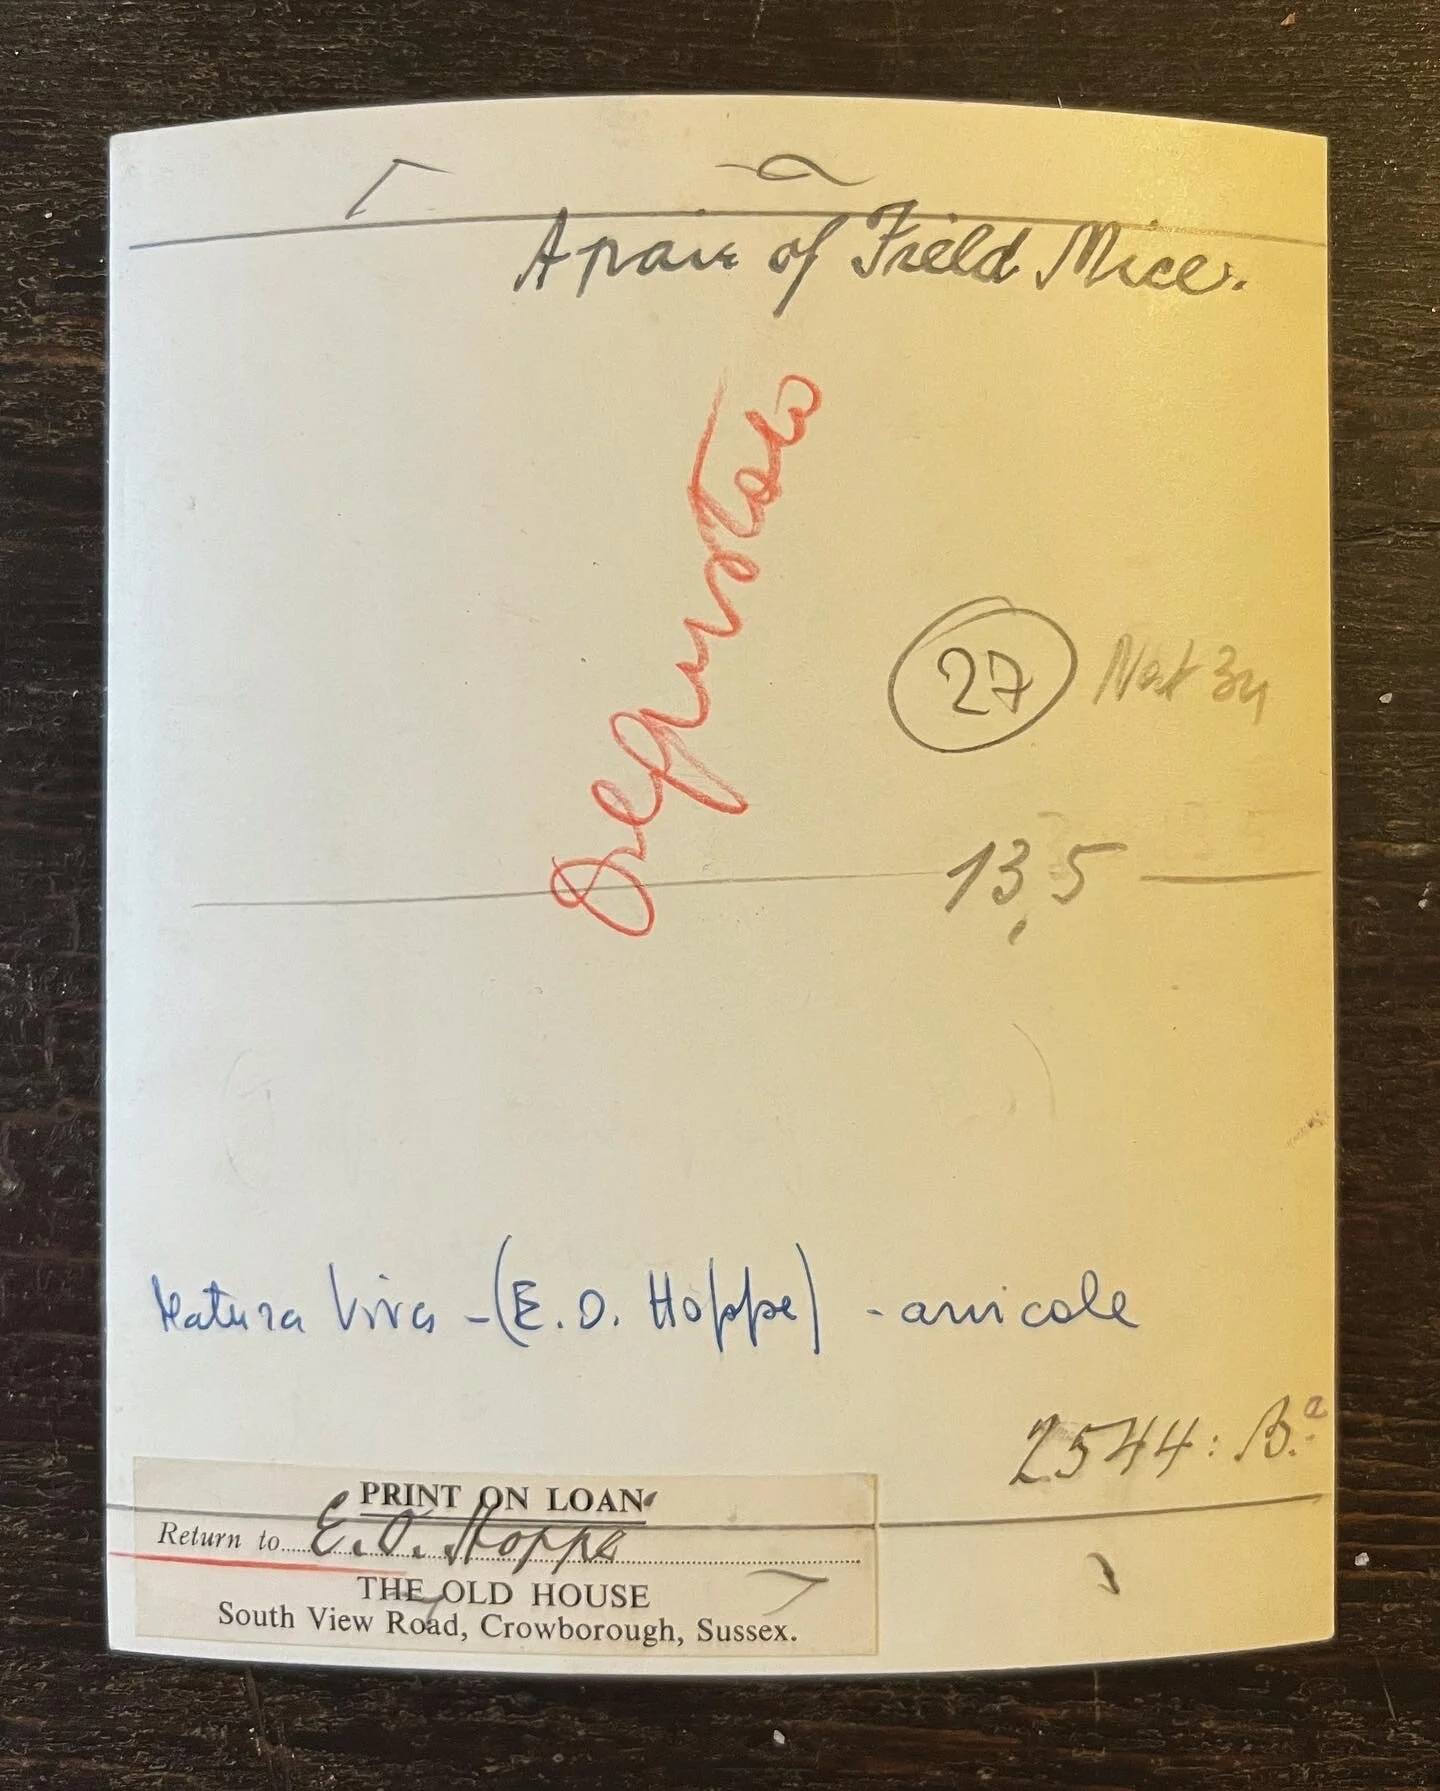 A pair of Field Mice.
27
13,5
Natura Viva - (E. O. Hoppe) - arvicole
2544: B.a
PRINT ON LOAN
Return to E. O. Hoppe
THE OLD HOUSE
South View Road, Crowborough, Sussex.